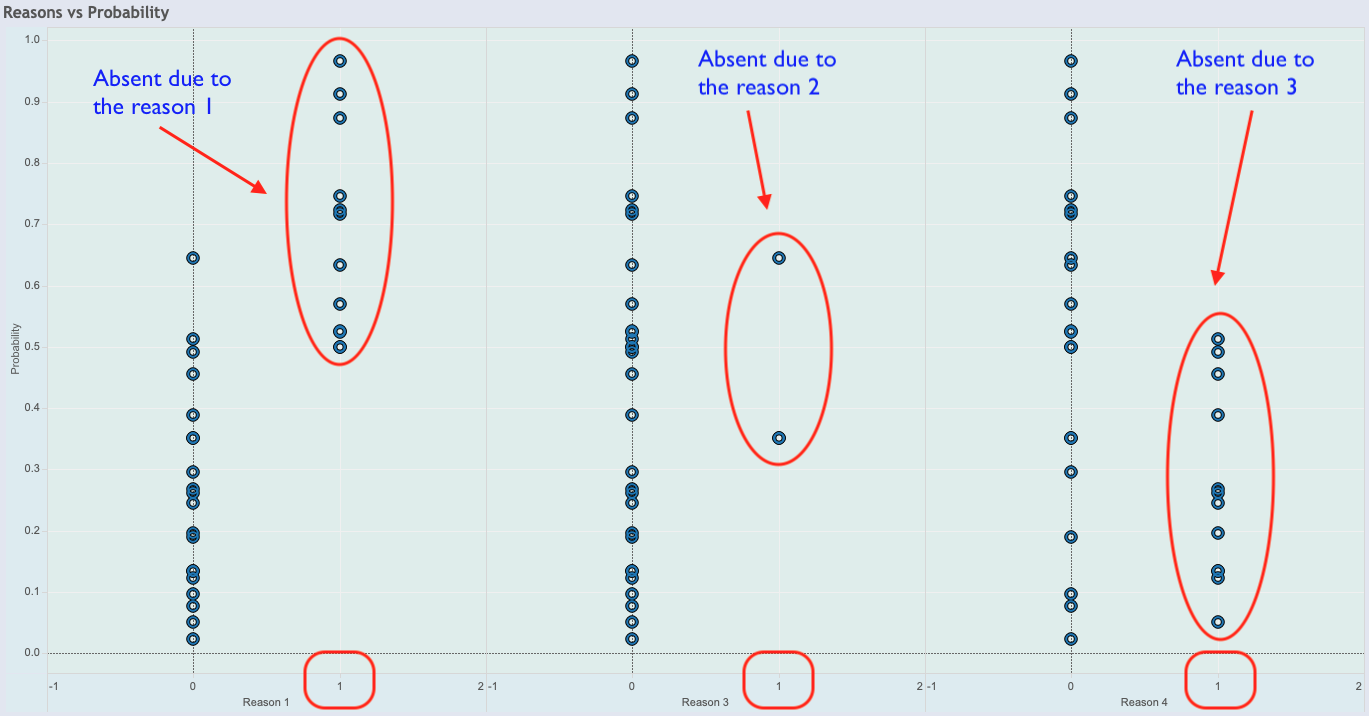 Reasons vs Probability
Absent due to
the reason 1
Absent due to
the reason 2
Absent due to
the reason 3
Probability
1.0
0.9
0.8
0.7
0.6
0.5
0.4
0.3
0.2
0.1
0.0
-1 0 1 2 -1 0 1 2 -1 0 1 2
Reason 1 Reason 3 Reason 4